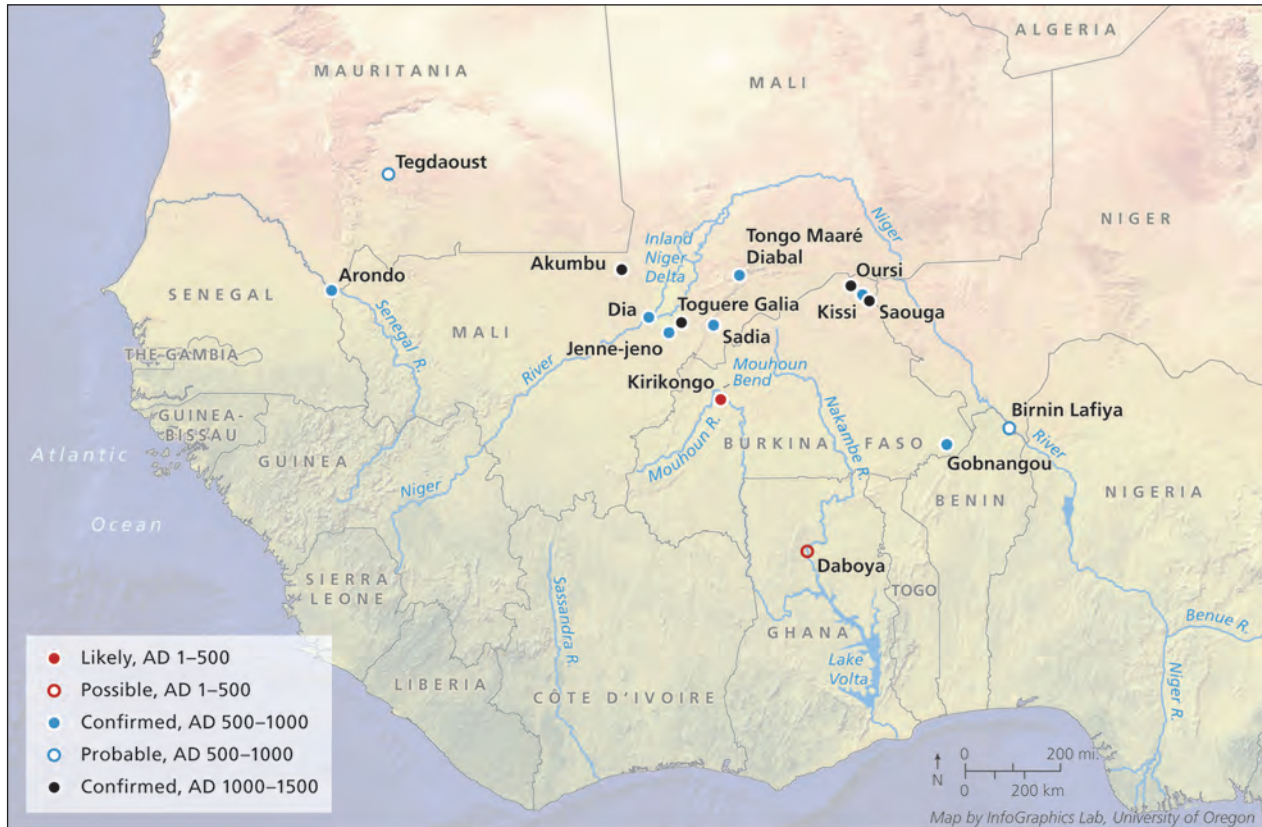 ALGERIA
MAURITANIA
MALI
Tegdaoust
NIGER
Niger
Inland
Niger
Delta
Tongo Maaré
Diabal
Akumbu
Oursi
Arondo
SENEGAL
Senegal R.
Dia
Toguere Galia
Kissi
Saouga
MALI
Jenne-jeno
Sadia
THE GAMBIA
River
Mouhoun
Bend
Kirikongo
GUINEA-
BISSAU
Birnin Lafiya
River
Mouhoun R.
BURKINA FASO
Nakambe R.
Gobnangou
Atlantic
Ocean
GUINEA
Niger
BENIN
NIGERIA
Daboya
SIERRA
LEONE
Sassandra R.
TOGO
Benue R.
GHANA
Lake
Volta
Niger R.
LIBERIA
CÔTE D'IVOIRE
Likely, AD 1–500
Possible, AD 1–500
Confirmed, AD 500–1000
Probable, AD 500–1000
Confirmed, AD 1000–1500
N
0 200 mi.
0 200 km
Map by InfoGraphics Lab, University of Oregon